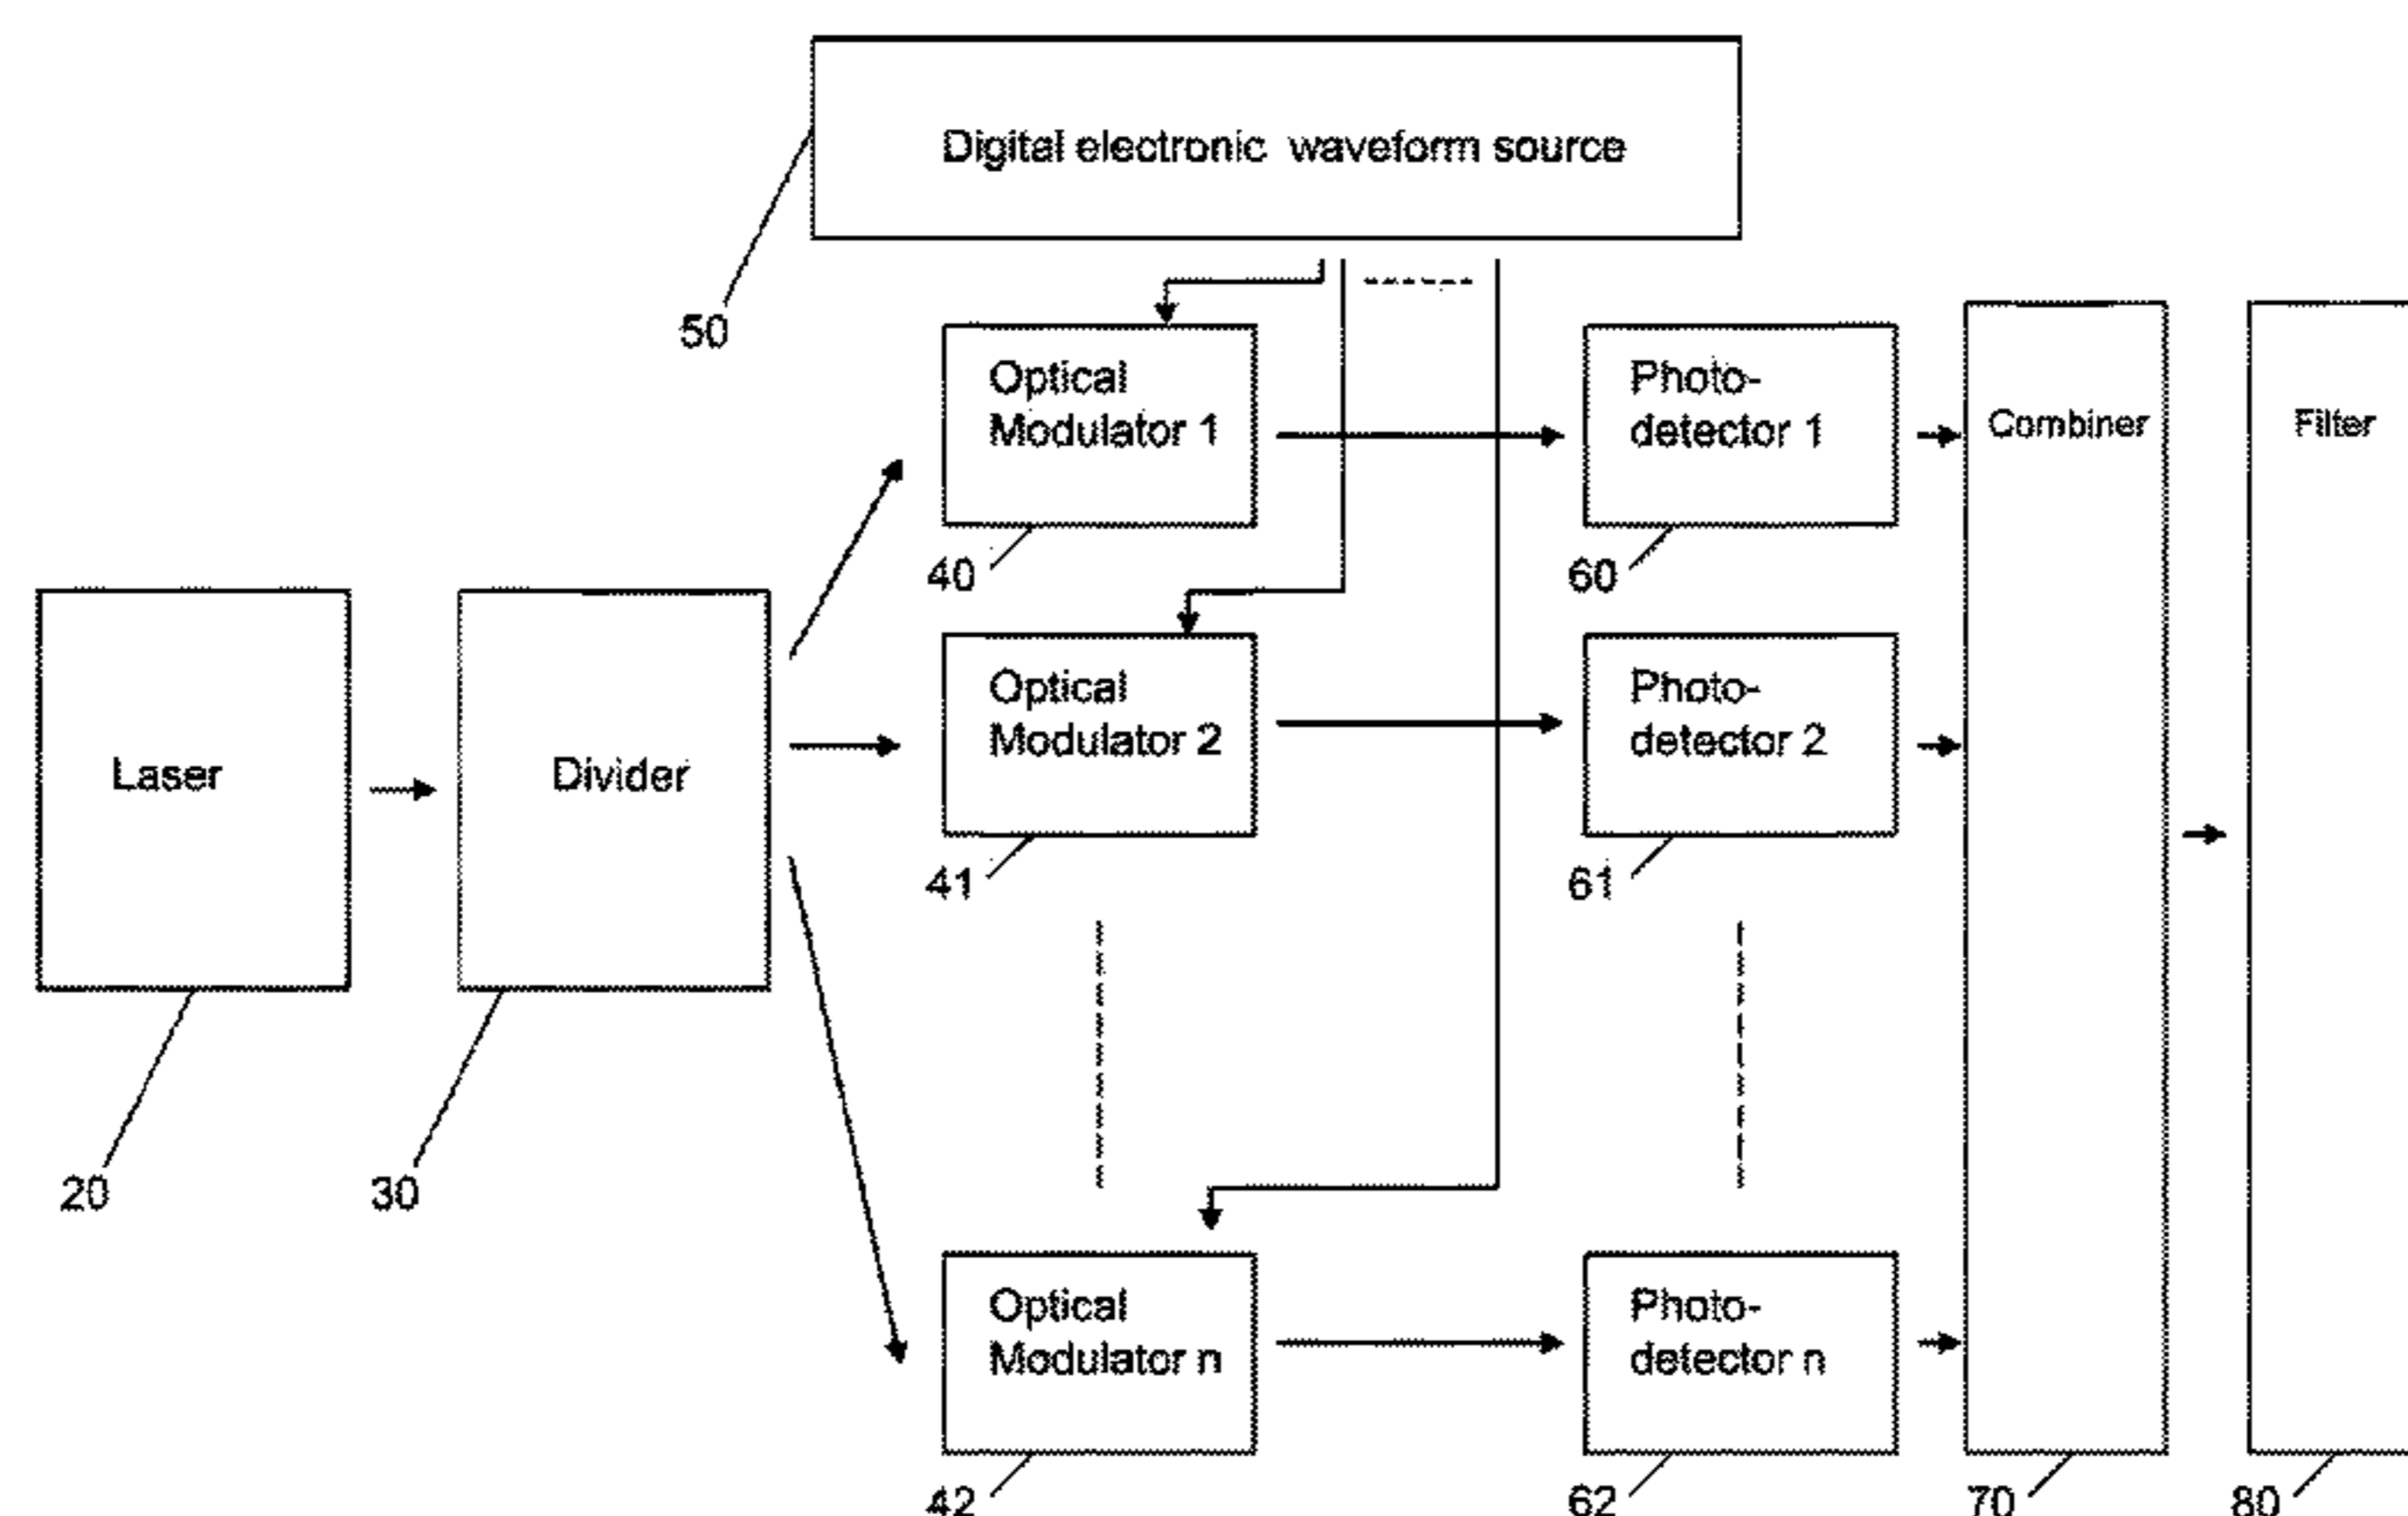 Digital electronic waveform source
50
Optical
Modulator 1
Photo-
detector 1
Combiner
Filter
40
60
Optical
Modulator 2
Photo-
detector 2
Laser
Divider
41
61
20
30
Optical
Modulator n
Photo-
detector n
42
62
70
80